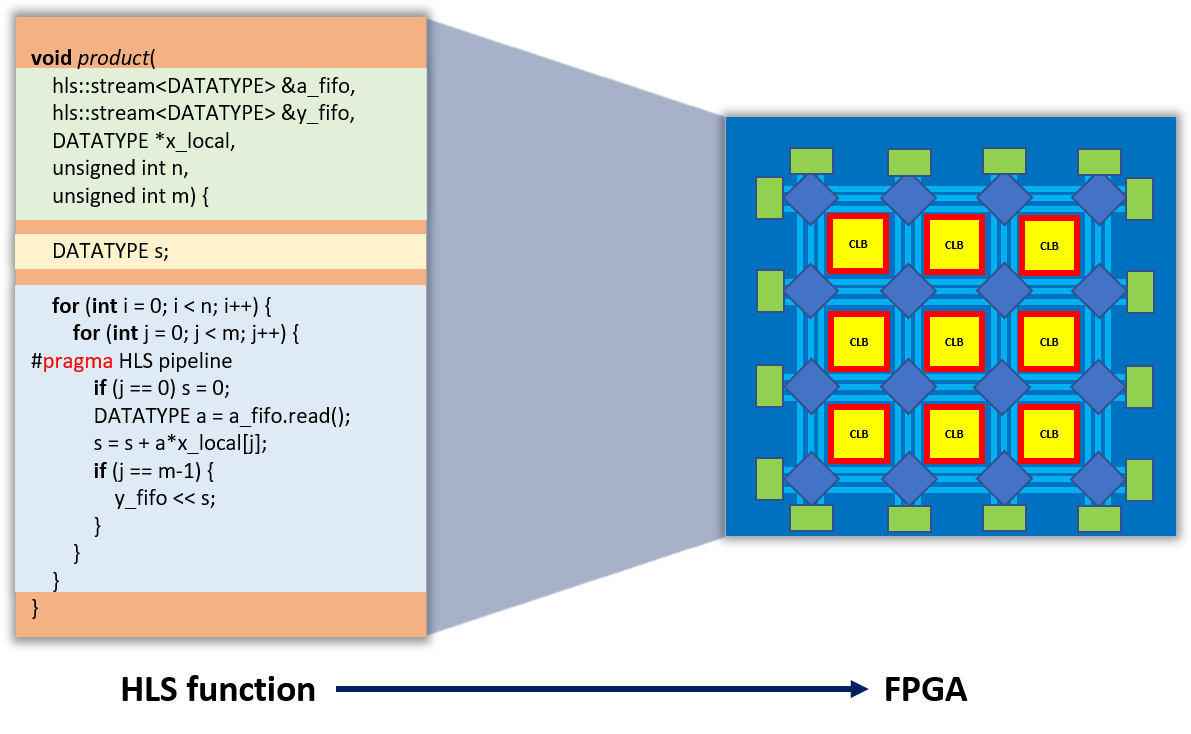 void product(
hls::stream<DATATYPE> &a_fifo,
hls::stream<DATATYPE> &y_fifo,
DATATYPE *x_local,
unsigned int n,
unsigned int m) {
DATATYPE s;
for (int i = 0; i < n; i++) {
for (int j = 0; j < m; j++) {
#pragma HLS pipeline
if (j == 0) s = 0;
DATATYPE a = a_fifo.read();
s = s + a*x_local[j];
if (j == m-1) {
y_fifo << s;
}
}
}
}
CLB CLB CLB
CLB CLB CLB
CLB CLB CLB
HLS function FPGA